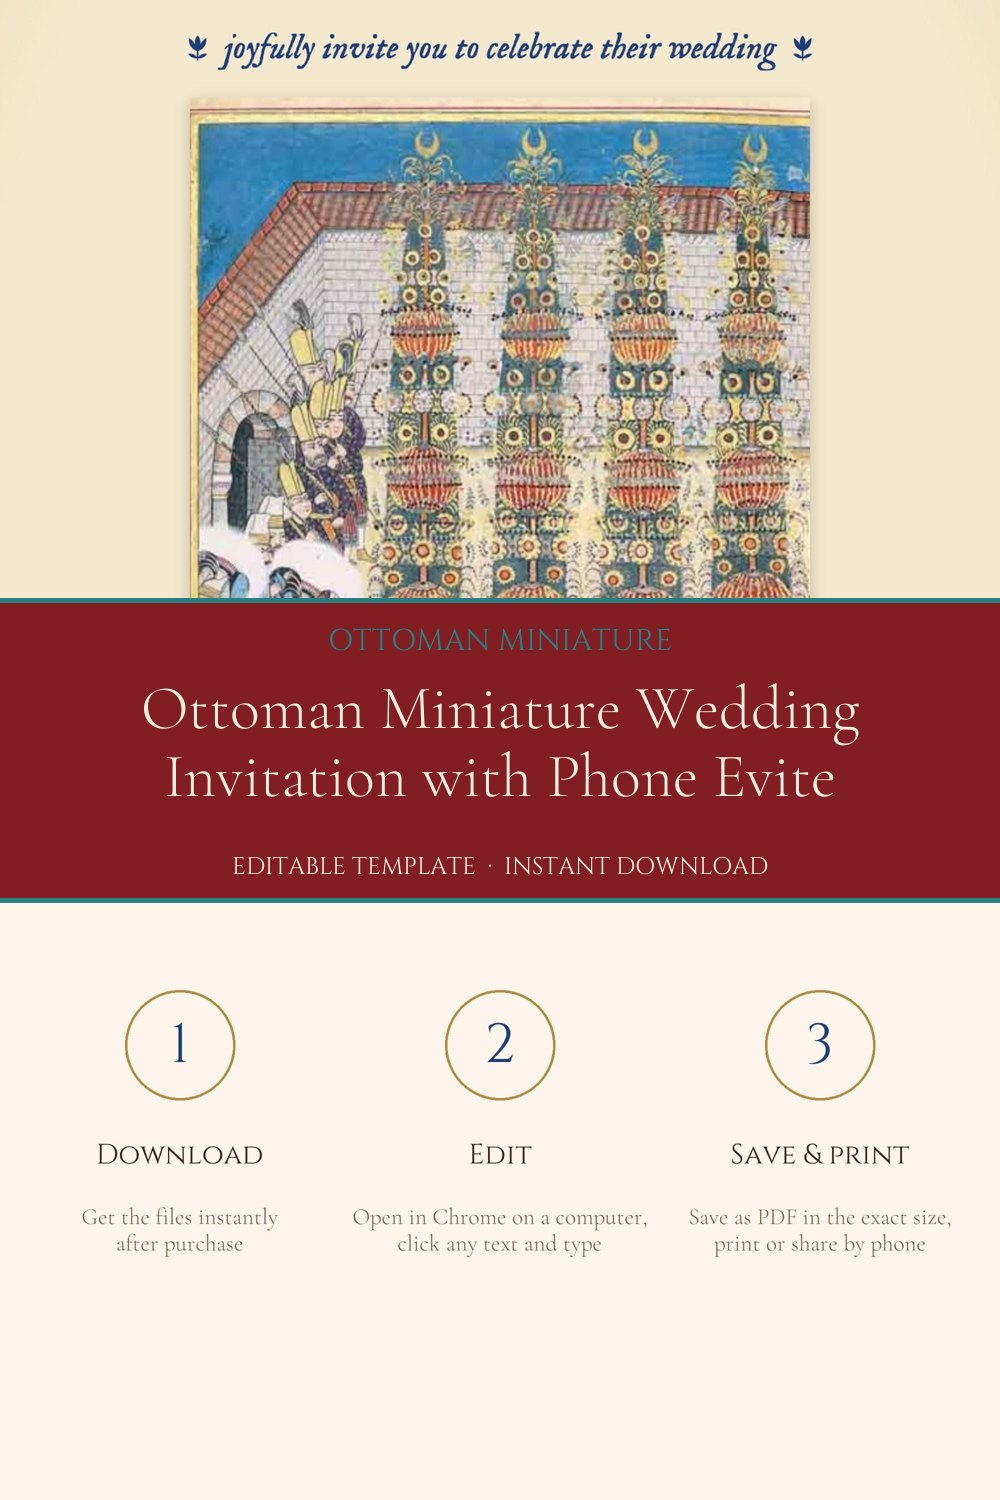 joyfully invite you to celebrate their wedding
OTTOMAN MINIATURE
Ottoman Miniature Wedding
Invitation with Phone Evite
EDITABLE TEMPLATE · INSTANT DOWNLOAD
1
2
3
Download
Edit
Save & print
Get the files instantly
after purchase
Open in Chrome on a computer,
click any text and type
Save as PDF in the exact size,
print or share by phone